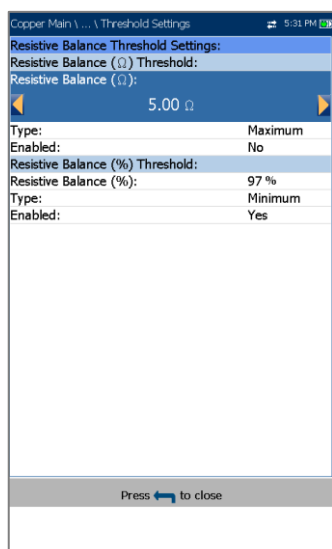 Copper Main \ ... \ Threshold Settings 5:31 PM
Resistive Balance Threshold Settings:
Resistive Balance (Ω) Threshold:
Resistive Balance (Ω):
5.00 Ω
Type: Maximum
Enabled: No
Resistive Balance (%) Threshold:
Resistive Balance (%): 97 %
Type: Minimum
Enabled: Yes
Press to close